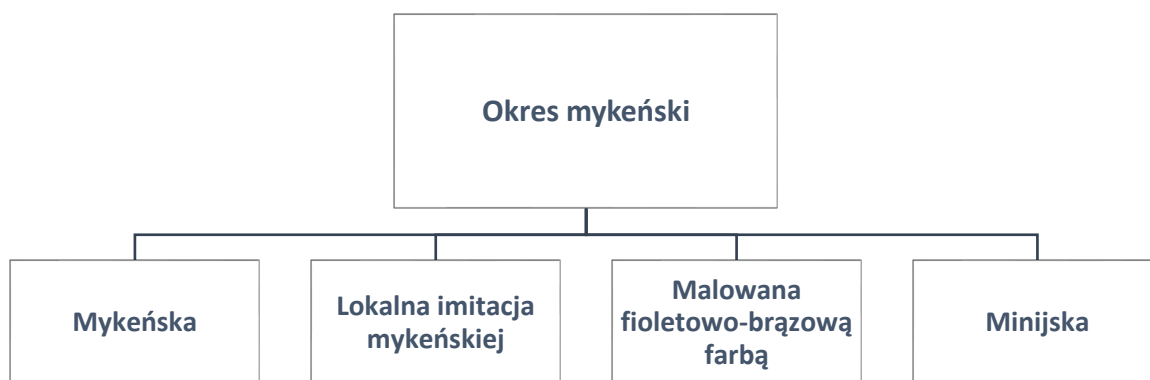 Okres mykeński
Mykeńska
Lokalna imitacja
mykeńskiej
Malowana
fioletowo-brązową
farbą
Minijska